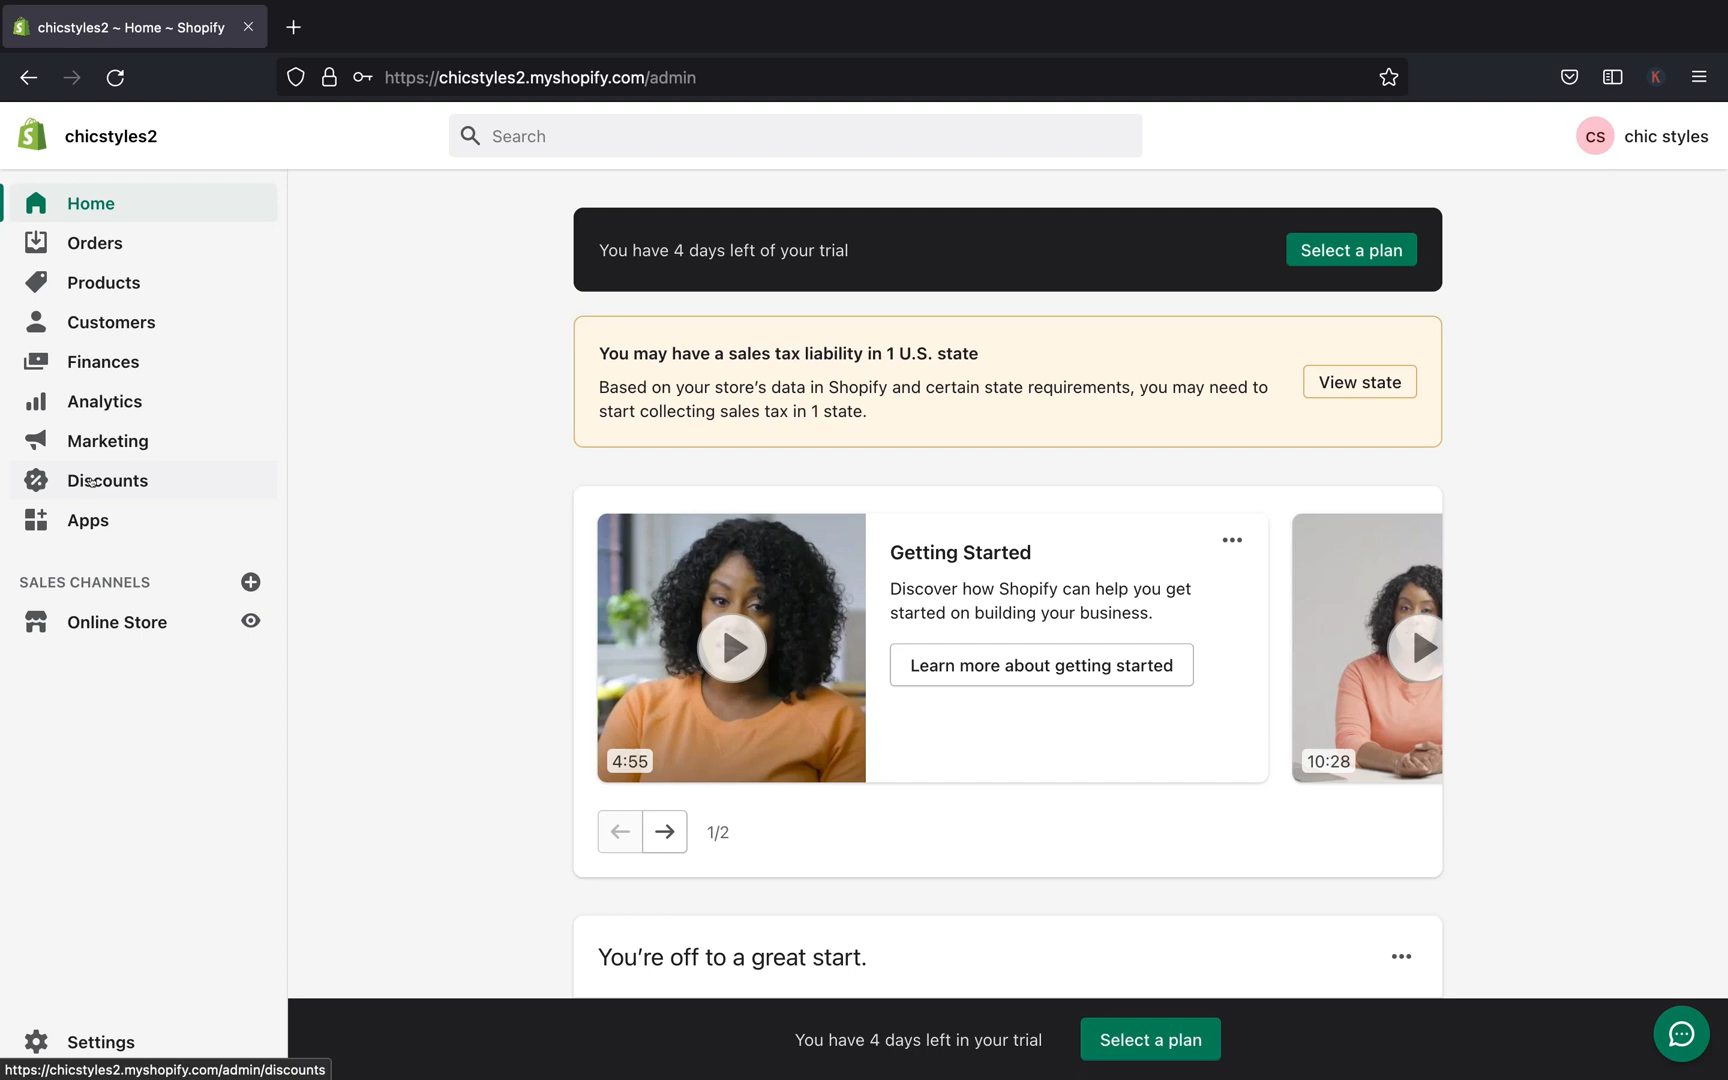 chicstyles2 ~ Home ~ Shopify
https://chicstyles2.myshopify.com/admin
K
chicstyles2
Search
CS
chic styles
Home
Orders
Products
Customers
Finances
Analytics
Marketing
Discounts
Apps
SALES CHANNELS
Online Store
Settings
You have 4 days left of your trial
Select a plan
You may have a sales tax liability in 1 U.S. state
Based on your store's data in Shopify and certain state requirements, you may need to
start collecting sales tax in 1 state.
View state
4:55
Getting Started
Discover how Shopify can help you get
started on building your business.
Learn more about getting started
10:28
1/2
You're off to a great start.
You have 4 days left in your trial
Select a plan
https://chicstyles2.myshopify.com/admin/discounts